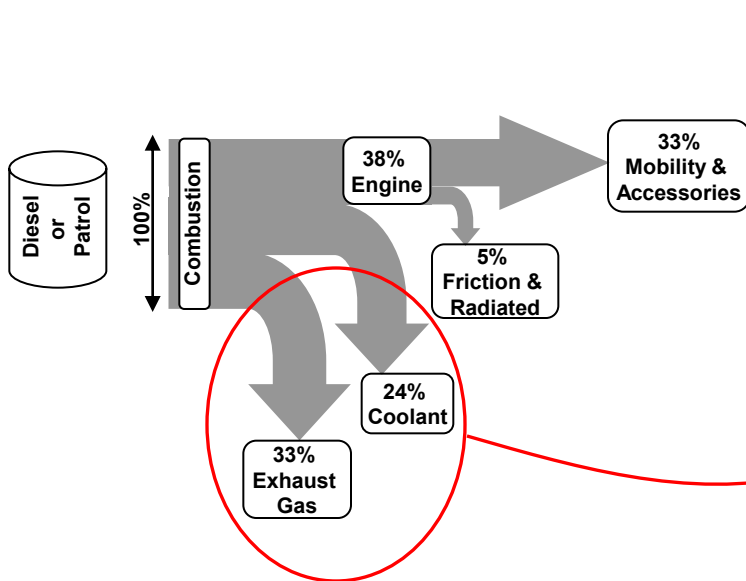 Diesel
or
Patrol
100%
Combustion
38%
Engine
33%
Mobility &
Accessories
5%
Friction &
Radiated
24%
Coolant
33%
Exhaust
Gas